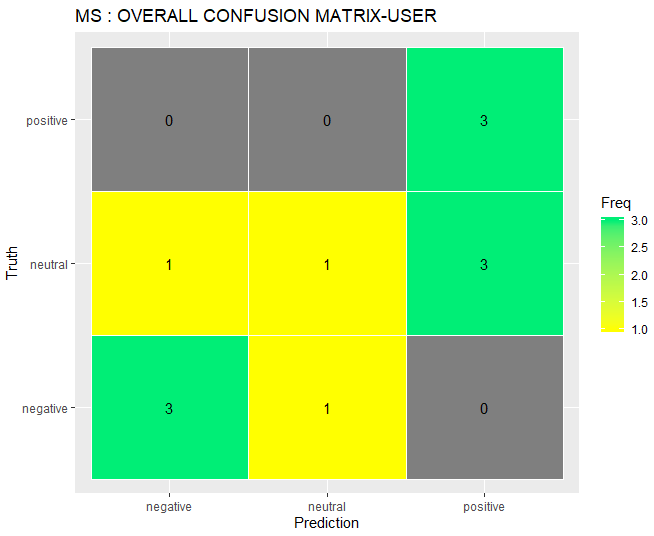 MS : OVERALL CONFUSION MATRIX-USER
Truth
positive
0 0 3
neutral
1 1 3
negative
3 1 0
negative neutral positive
Prediction
Freq
3.0
2.5
2.0
1.5
1.0